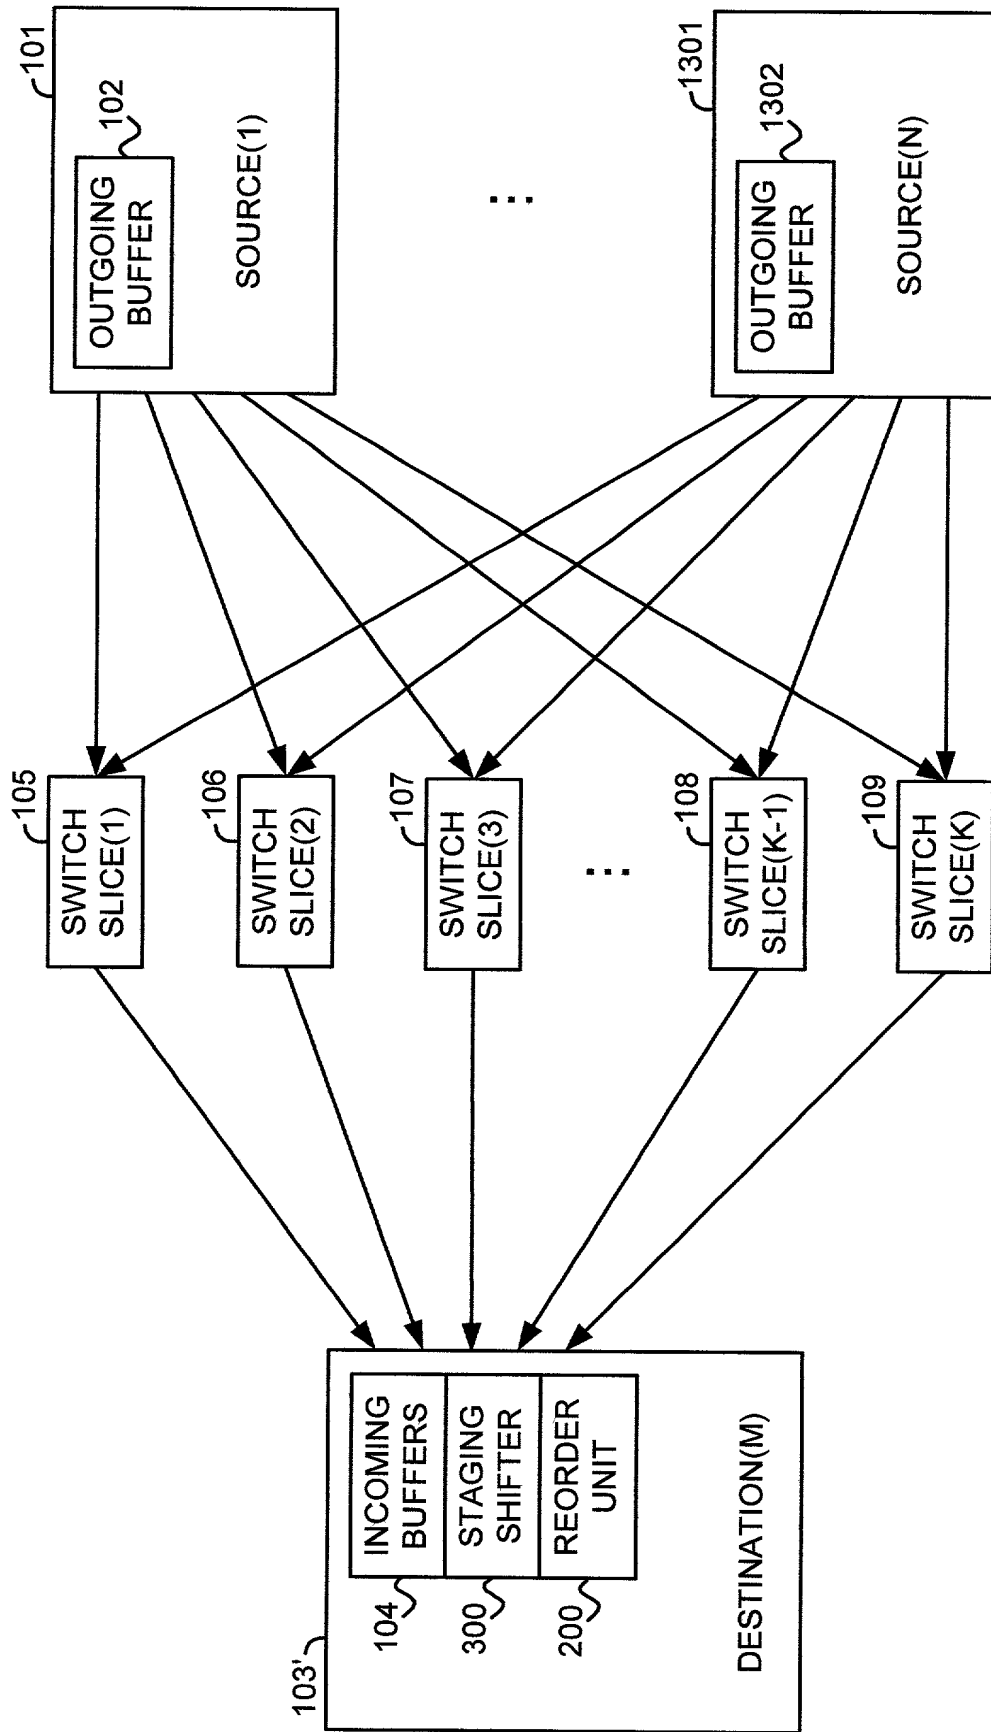 101
OUTGOING
BUFFER
102
SOURCE(1)
...
1301
OUTGOING
BUFFER
1302
SOURCE(N)
105
SWITCH
SLICE(1)
106
SWITCH
SLICE(2)
107
SWITCH
SLICE(3)
...
108
SWITCH
SLICE(K-1)
109
SWITCH
SLICE(K)
103'
INCOMING
BUFFERS
104
STAGING
SHIFTER
300
REORDER
UNIT
200
DESTINATION(M)